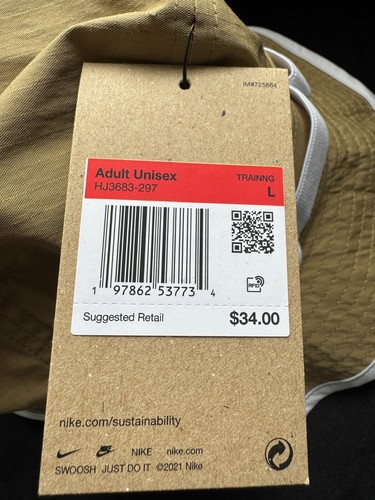 IM#725664
Adult Unisex
HJ3683-297
TRAINNG
L
1 97862 53773 4
RFID
Suggested Retail
$34.00
nike.com/sustainability
NIKE nike.com
SWOOSH JUST DO IT ©2021 Nike